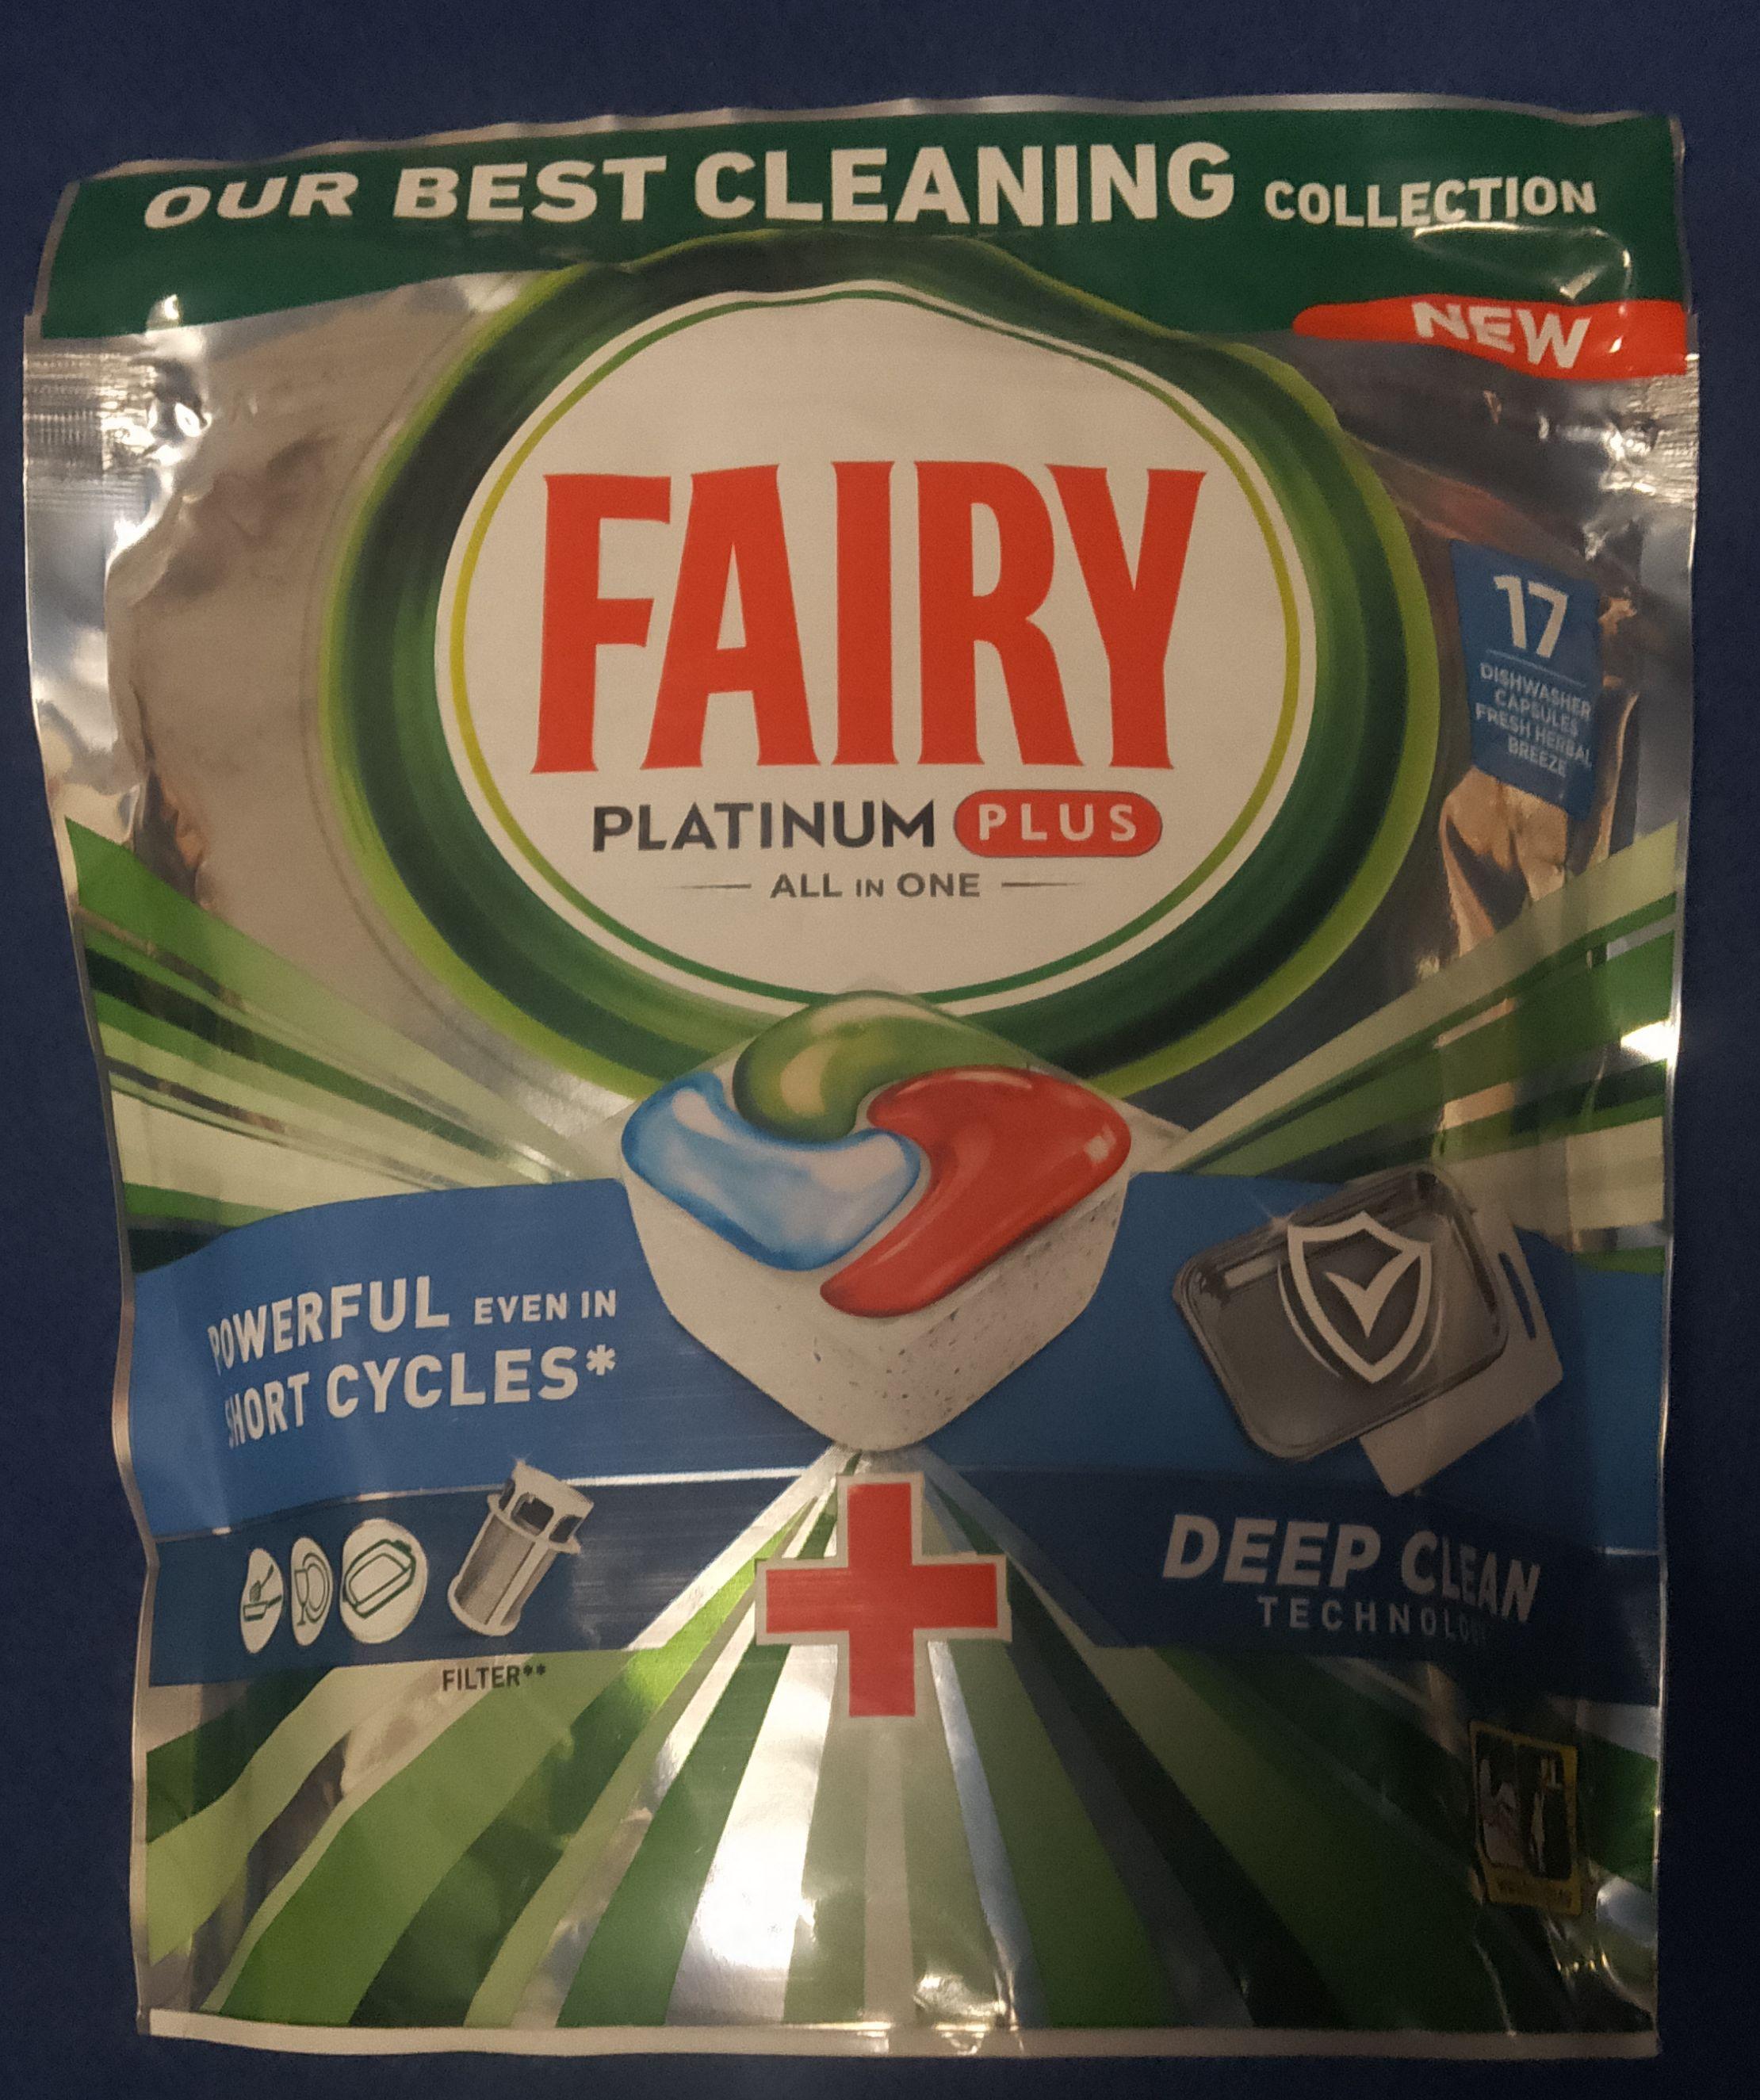 OUR BEST CLEANING COLLECTION
NEW
FAIRY
PLATINUM PLUS
ALL IN ONE
17
DISHWASHER
CAPSULES
FRESH HERBAL
BREEZE
POWERFUL EVEN IN
SHORT CYCLES*
FILTER**
DEEP CLEAN
TECHNOLOGY